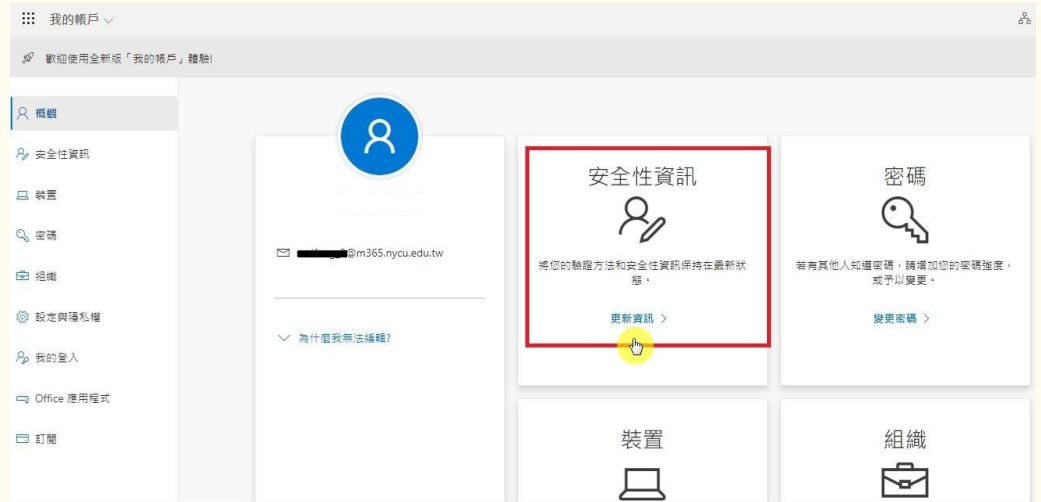 我的帳戶
歡迎使用全新版「我的帳戶」體驗!
概觀
安全性資訊
裝置
密碼
組織
設定與隱私權
我的登入
Office 應用程式
訂閱
@m365.nycu.edu.tw
為什麼我無法編輯?
安全性資訊
將您的驗證方法和安全性資訊保持在最新狀
態。
更新資訊
密碼
若有其他人知道密碼,請增加您的密碼強度,
或予以變更。
變更密碼
裝置
組織